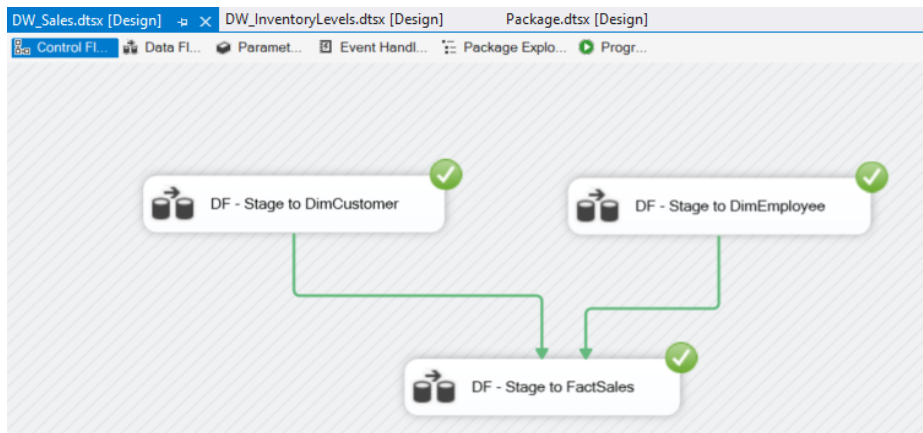 DW_Sales.dtsx [Design] DW_InventoryLevels.dtsx [Design] Package.dtsx [Design]
Control Fl... Data Fl... Paramet... Event Handl... Package Explo... Progr...
DF - Stage to DimCustomer
DF - Stage to DimEmployee
DF - Stage to FactSales